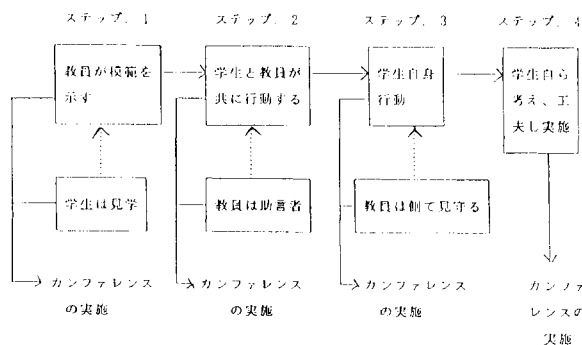 ステップ. 1
ステップ. 2
ステップ. 3
ステップ. 4
教員が模範を
示す
学生と教員が
共に行動する
学生自身
行動
学生自ら
考え、工
夫し実施
学生は見学
教員は助言者
教員は側て見守る
カンファレンス
の実施
カンファレンス
の実施
カンファレンス
の実施
カンファ
レンスの
実施